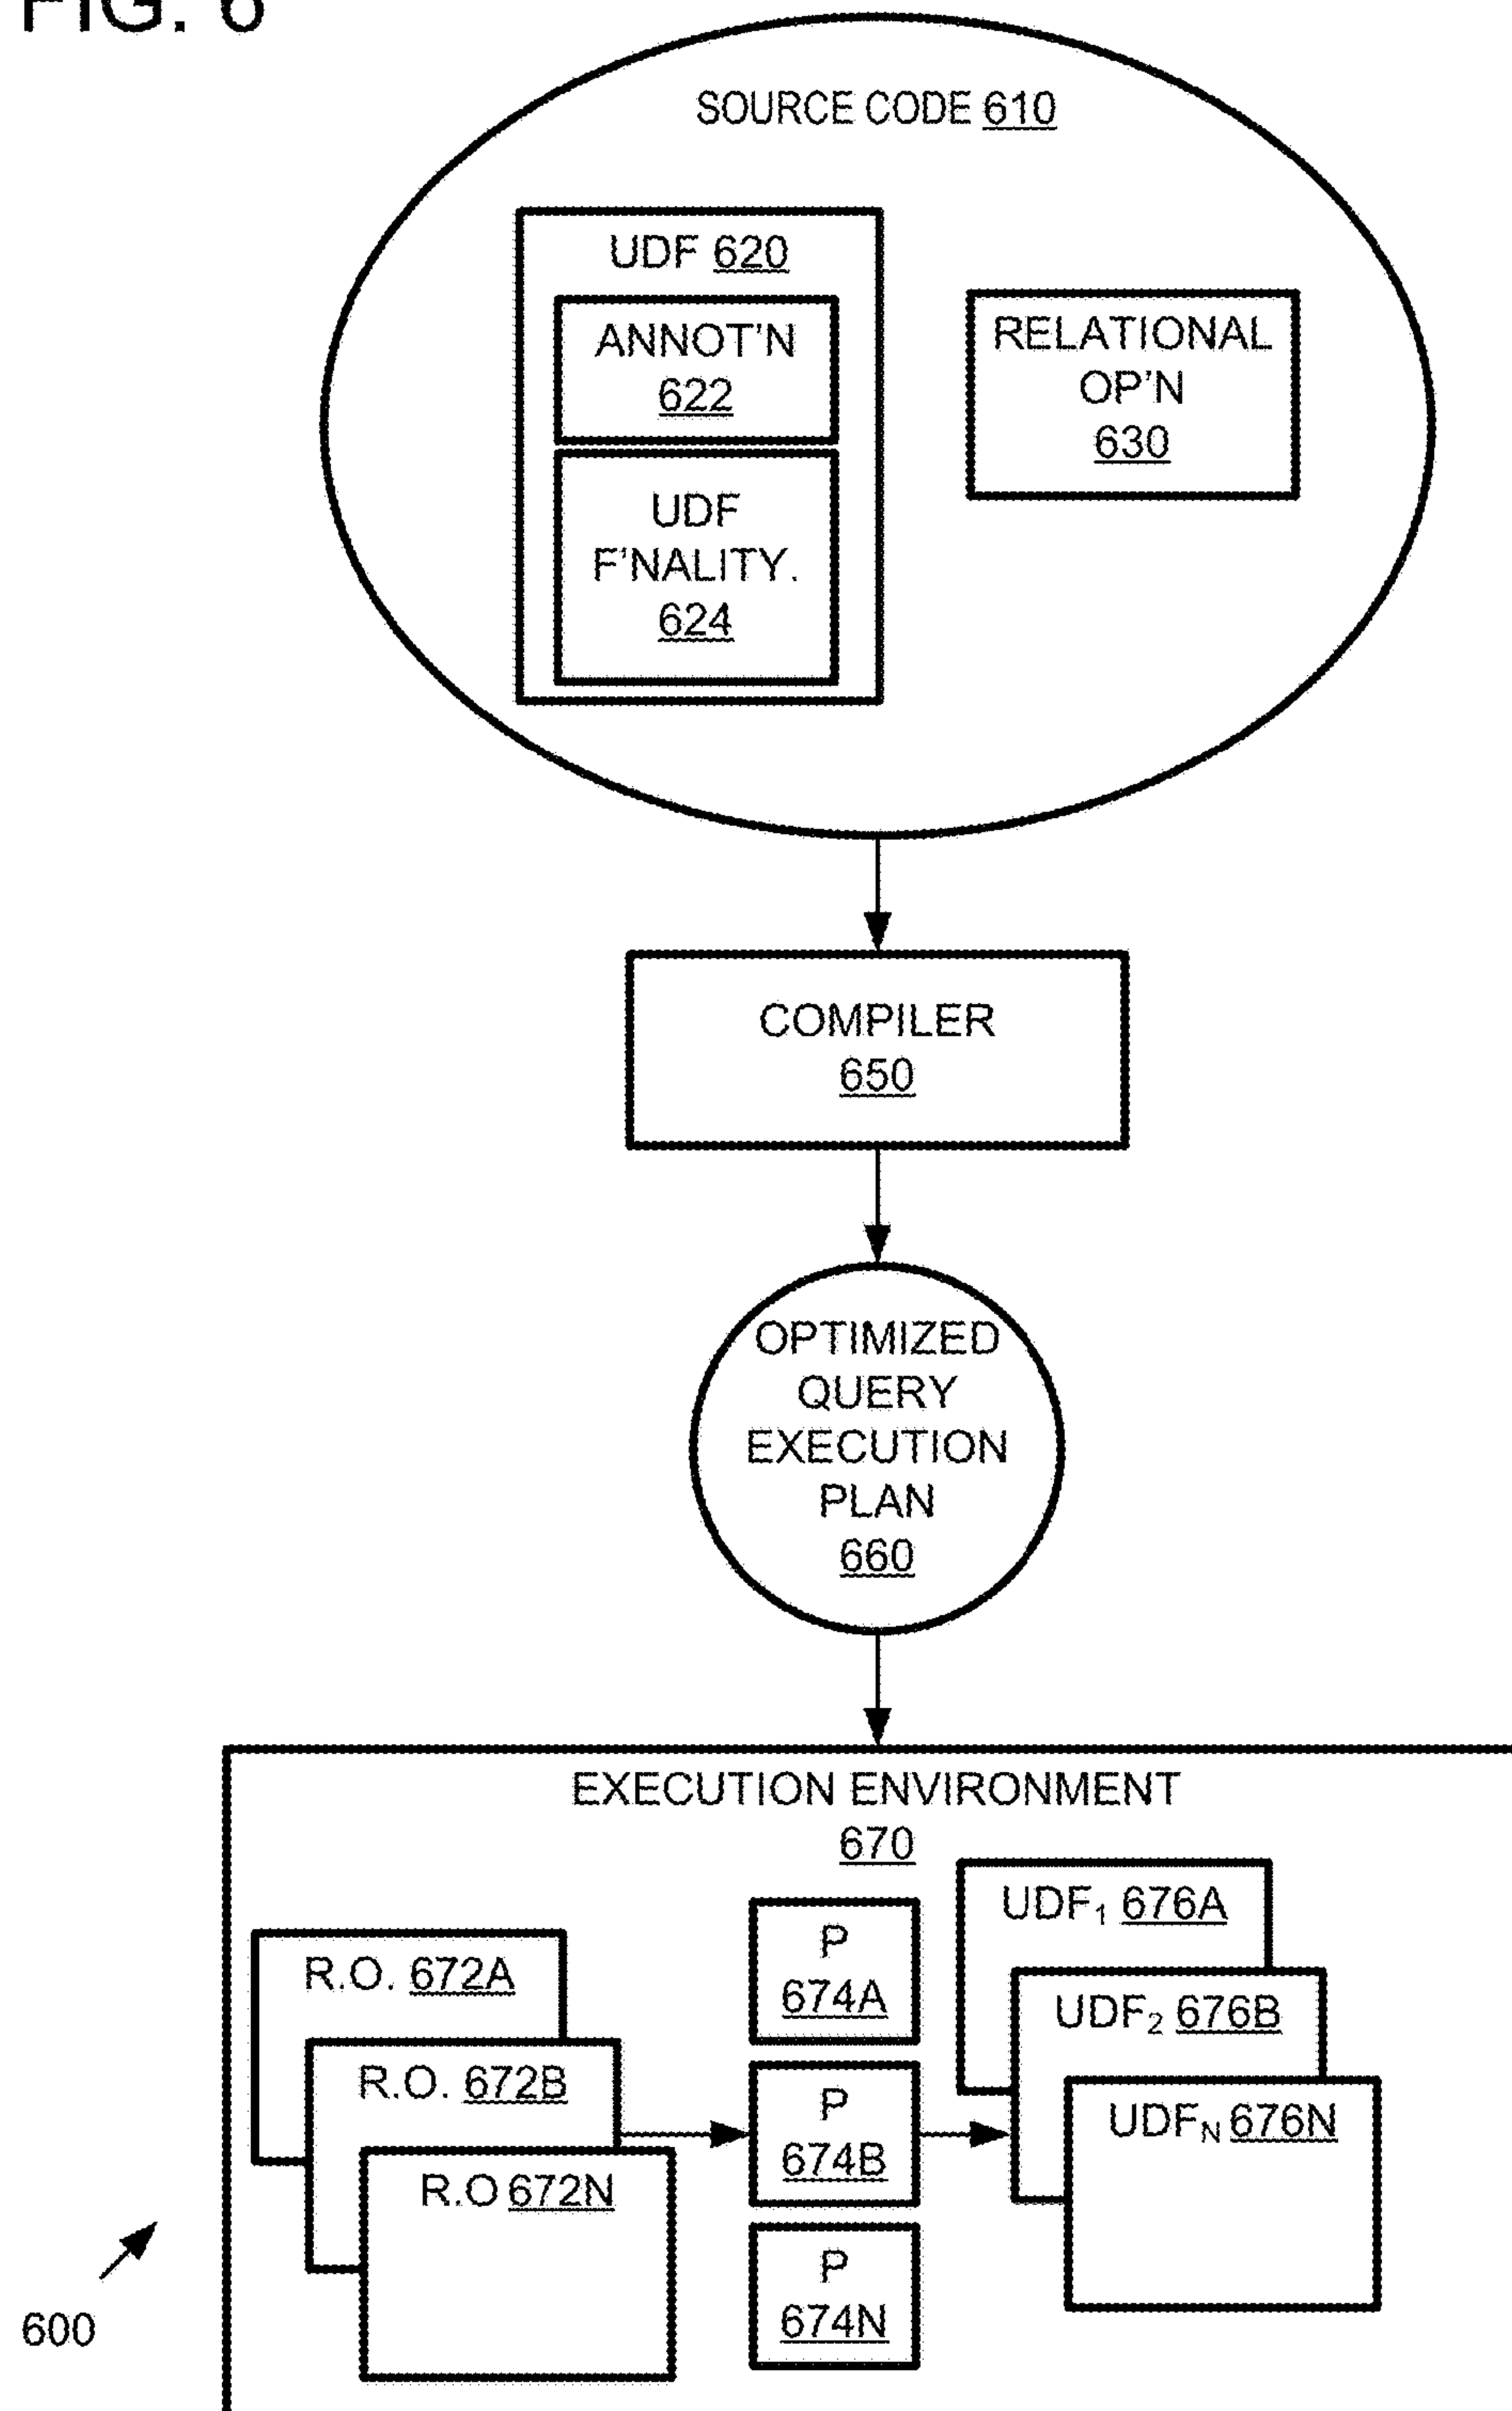 FIG. 6
SOURCE CODE 610
UDF 620
ANNOT'N
622
UDF
F'NALITY.
624
RELATIONAL
OP'N
630
COMPILER
650
OPTIMIZED
QUERY
EXECUTION
PLAN
660
EXECUTION ENVIRONMENT
670
R.O. 672A
R.O. 672B
R.O 672N
P
674A
P
674B
P
674N
UDF₁ 676A
UDF₂ 676B
UDFN 676N
600